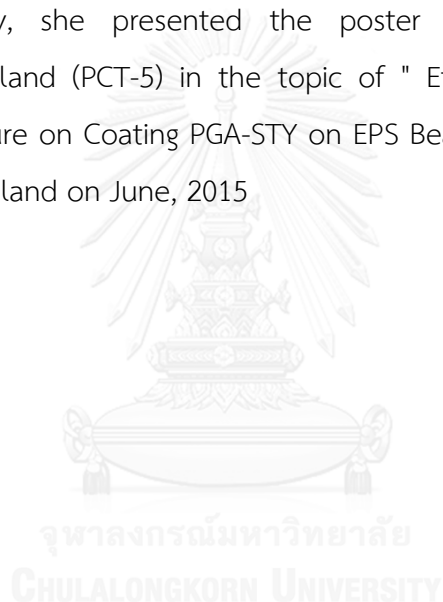 y, she presented the poster
land (PCT-5) in the topic of " E
ure on Coating PGA-STY on EPS Bea
land on June, 2015
จุฬาลงกรณ์มหาวิทยาลัย
CHULALONGKORN UNIVERSITY